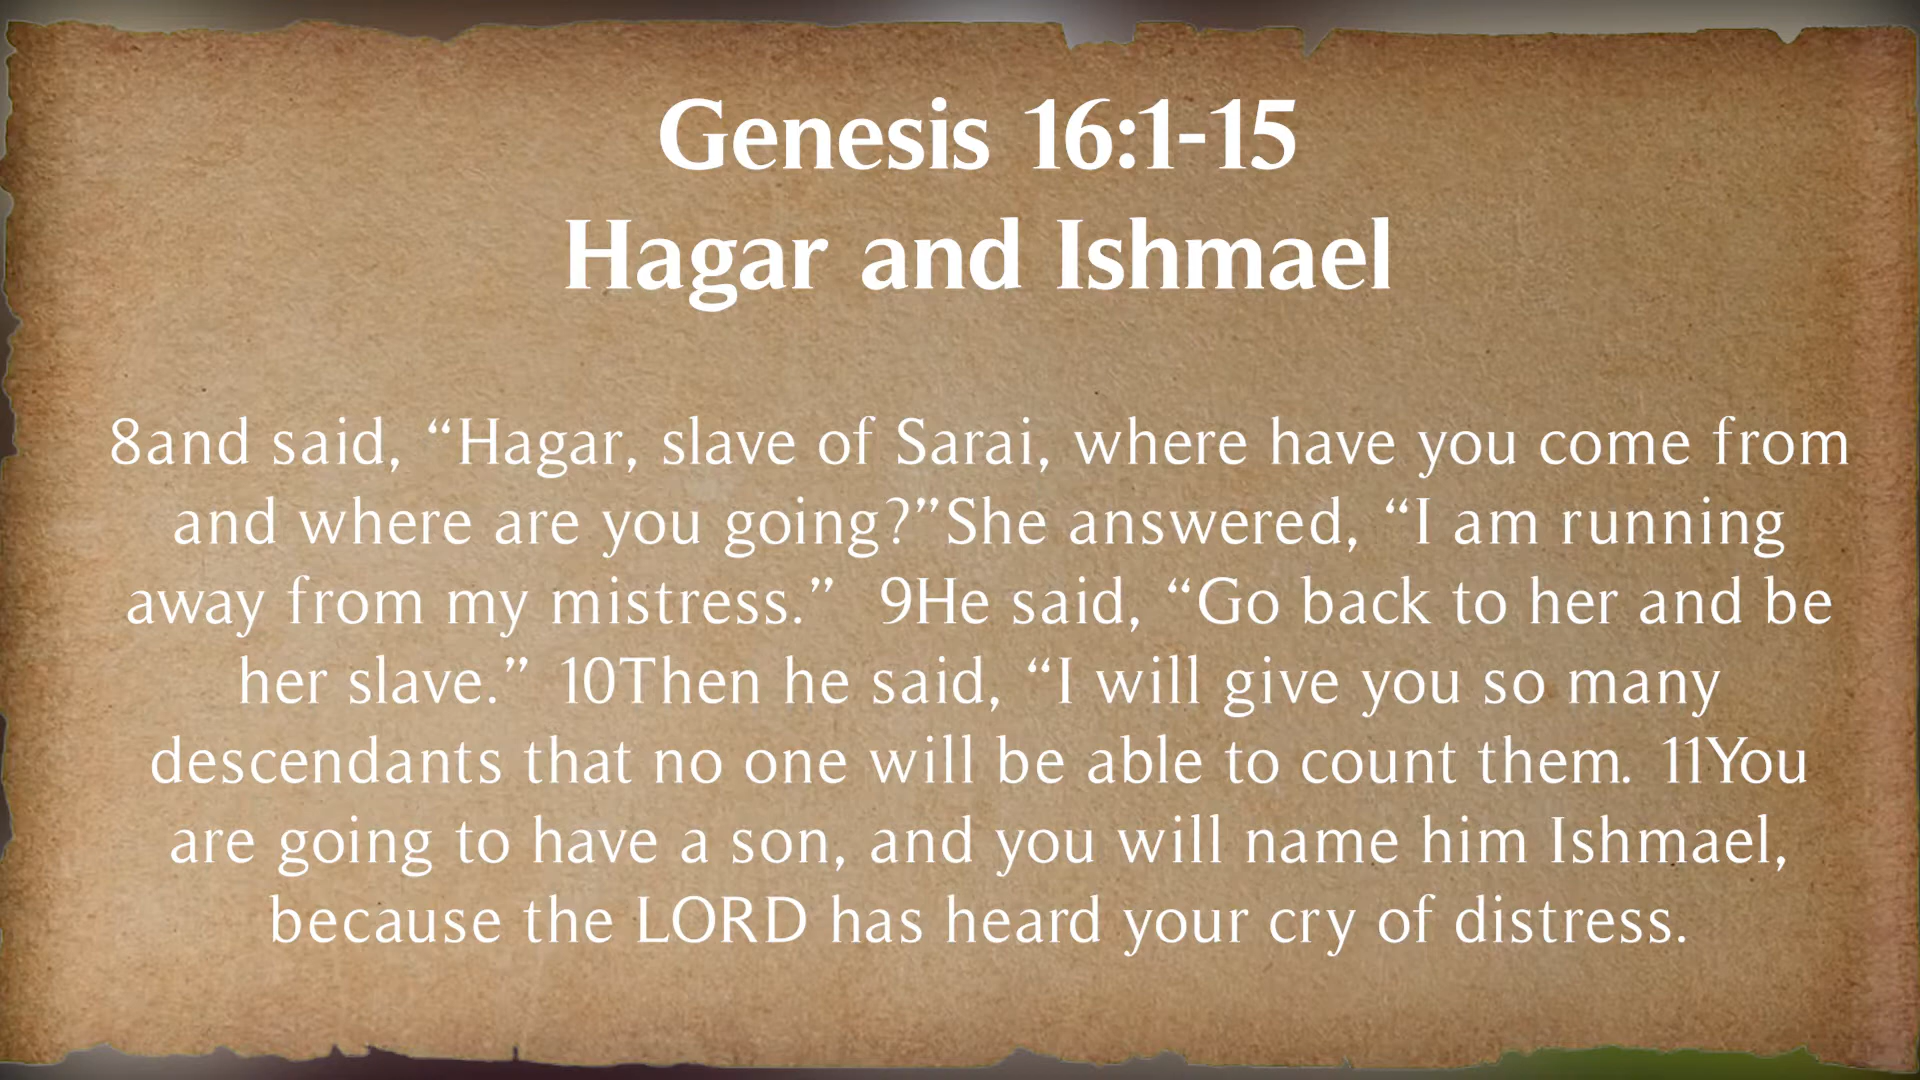 Genesis 16:1-15
Hagar and Ishmael
8and said, “Hagar, slave of Sarai, where have you come from
and where are you going?”She answered, “I am running
away from my mistress.”  9He said, “Go back to her and be
her slave.” 10Then he said, “I will give you so many
descendants that no one will be able to count them. 11You
are going to have a son, and you will name him Ishmael,
because the LORD has heard your cry of distress.